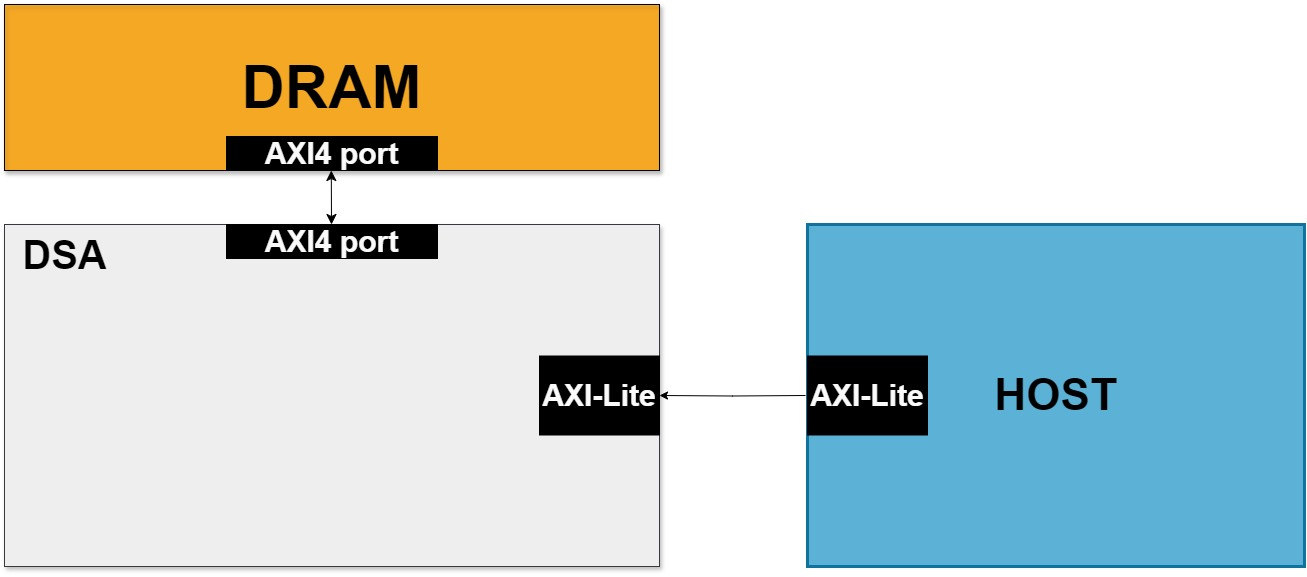 DRAM
AXI4 port
AXI4 port
DSA
AXI-Lite
AXI-Lite
HOST